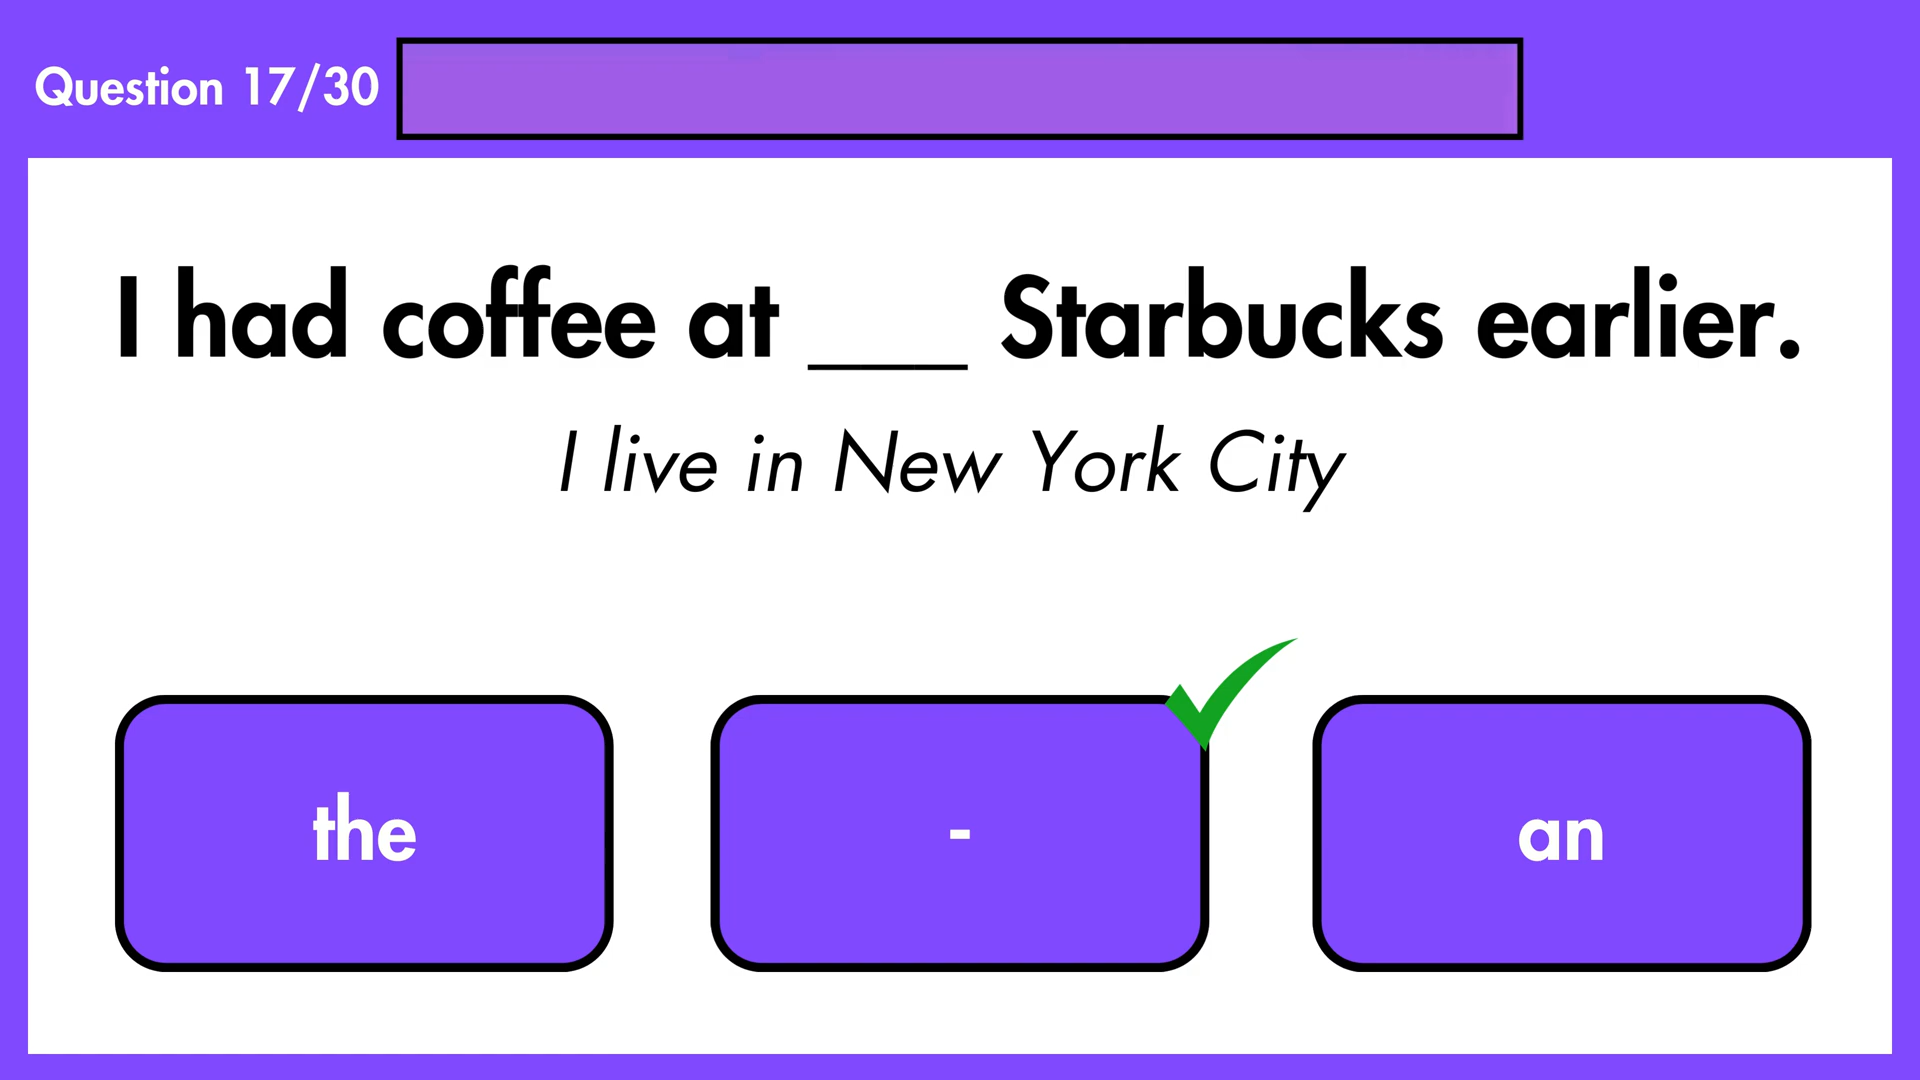 Question 17/30
I had coffee at ___ Starbucks earlier.
I live in New York City
the
-
an